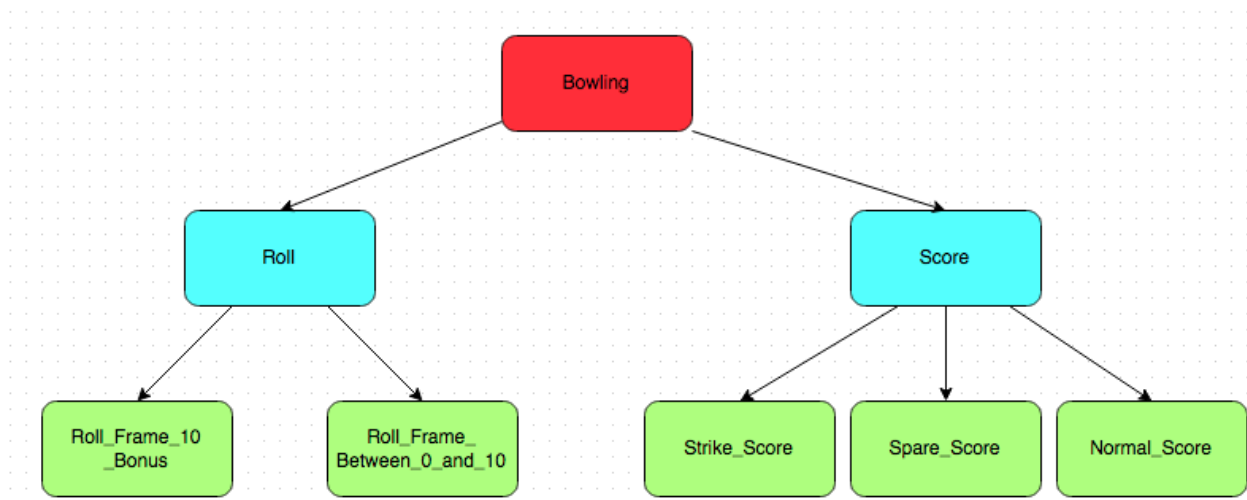 Bowling
Roll
Score
Roll_Frame_10
_Bonus
Roll_Frame_
Between_0_and_10
Strike_Score
Spare_Score
Normal_Score